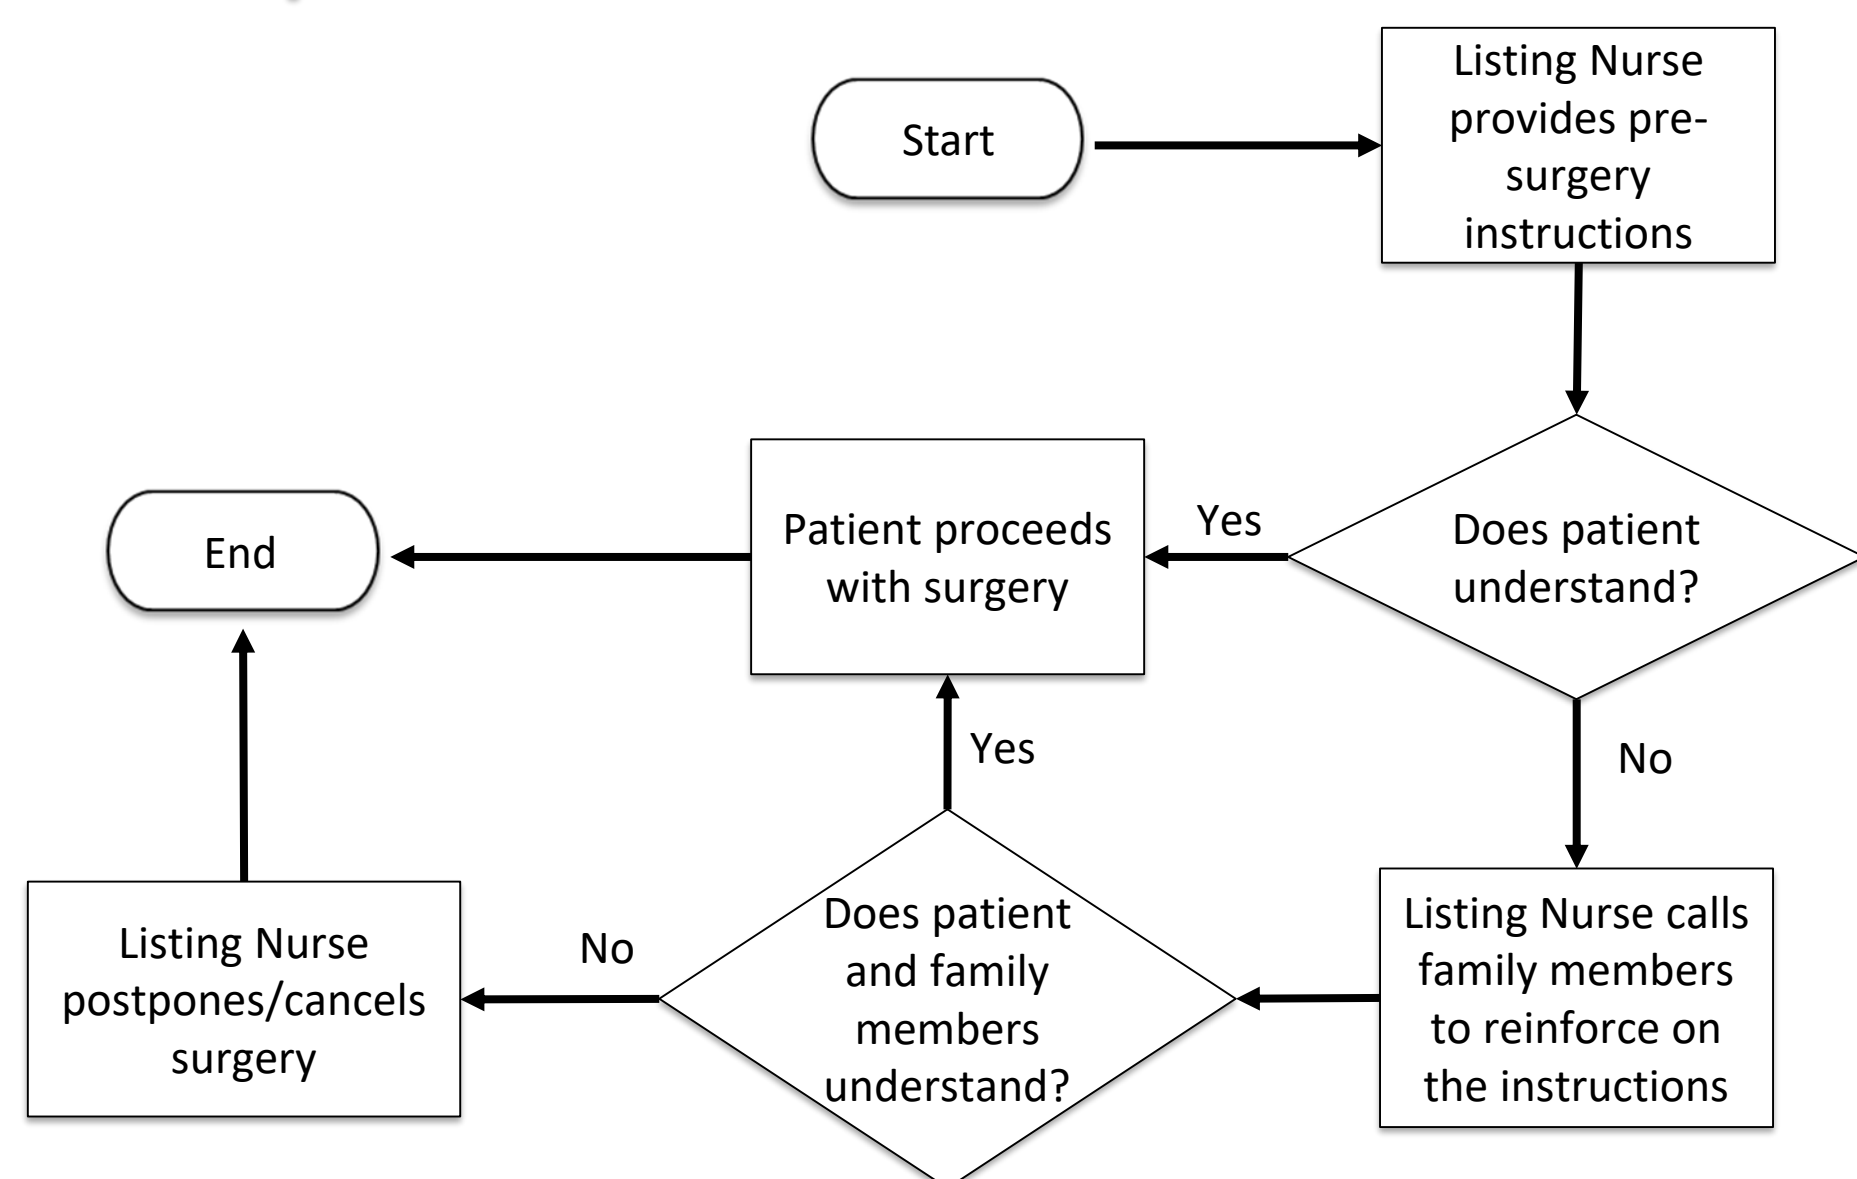 Start
Listing Nurse
provides pre-
surgery
instructions
Does patient
understand?
Yes
Patient proceeds
with surgery
End
No
Listing Nurse calls
family members
to reinforce on
the instructions
Does patient
and family
members
understand?
Yes
No
Listing Nurse
postpones/cancels
surgery